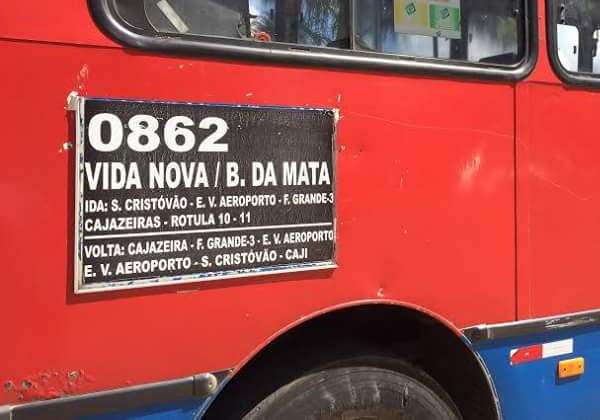 0862
VIDA NOVA / B. DA MATA
IDA: S. CRISTÓVÃO - E. V. AEROPORTO - F. GRANDE-3
CAJAZEIRAS - ROTULA 10 - 11
VOLTA: CAJAZEIRA - F. GRANDE-3 - E. V. AEROPORTO
E. V. AEROPORTO - S. CRISTÓVÃO - CAJI